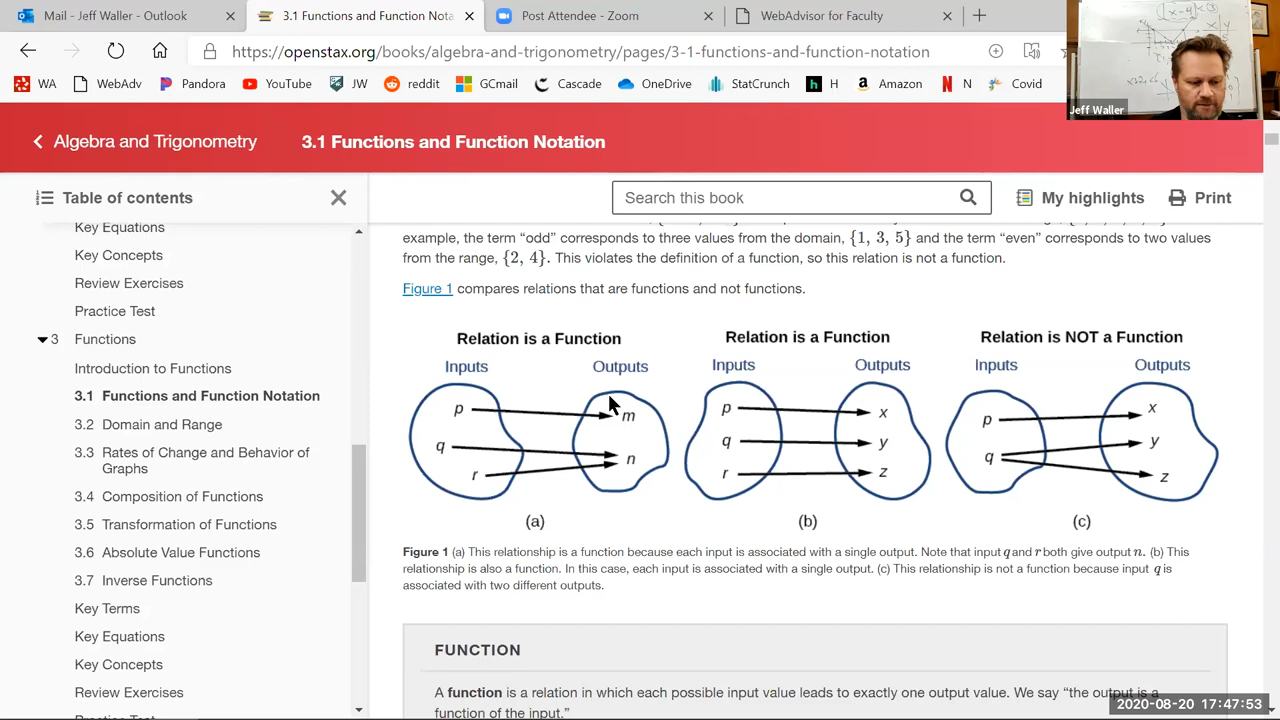 Mail - Jeff Waller - Outlook
3.1 Functions and Function Nota
Post Attendee - Zoom
WebAdvisor for Faculty
https://openstax.org/books/algebra-and-trigonometry/pages/3-1-functions-and-function-notation
WA
WebAdv
Pandora
YouTube
JW
reddit
GCmail
Cascade
OneDrive
StatCrunch
H
Amazon
N
Covid
Jeff Waller
Algebra and Trigonometry
3.1 Functions and Function Notation
Table of contents
Search this book
My highlights
Print
Key Equations
Key Concepts
Review Exercises
Practice Test
3 Functions
Introduction to Functions
3.1 Functions and Function Notation
3.2 Domain and Range
3.3 Rates of Change and Behavior of
Graphs
3.4 Composition of Functions
3.5 Transformation of Functions
3.6 Absolute Value Functions
3.7 Inverse Functions
Key Terms
Key Equations
Key Concepts
Review Exercises
Practice Test
example, the term “odd” corresponds to three values from the domain, {1, 3, 5} and the term “even” corresponds to two values
from the range, {2, 4}. This violates the definition of a function, so this relation is not a function.
Figure 1 compares relations that are functions and not functions.
Relation is a Function
Inputs Outputs
p m
q n
r
(a)
Relation is a Function
Inputs Outputs
p x
q y
r z
(b)
Relation is NOT a Function
Inputs Outputs
p x
q y
z
(c)
Figure 1 (a) This relationship is a function because each input is associated with a single output. Note that input q and r both give output n. (b) This
relationship is also a function. In this case, each input is associated with a single output. (c) This relationship is not a function because input q is
associated with two different outputs.
FUNCTION
A function is a relation in which each possible input value leads to exactly one output value. We say “the output is a
function of the input.”
2020-08-20 17:47:53